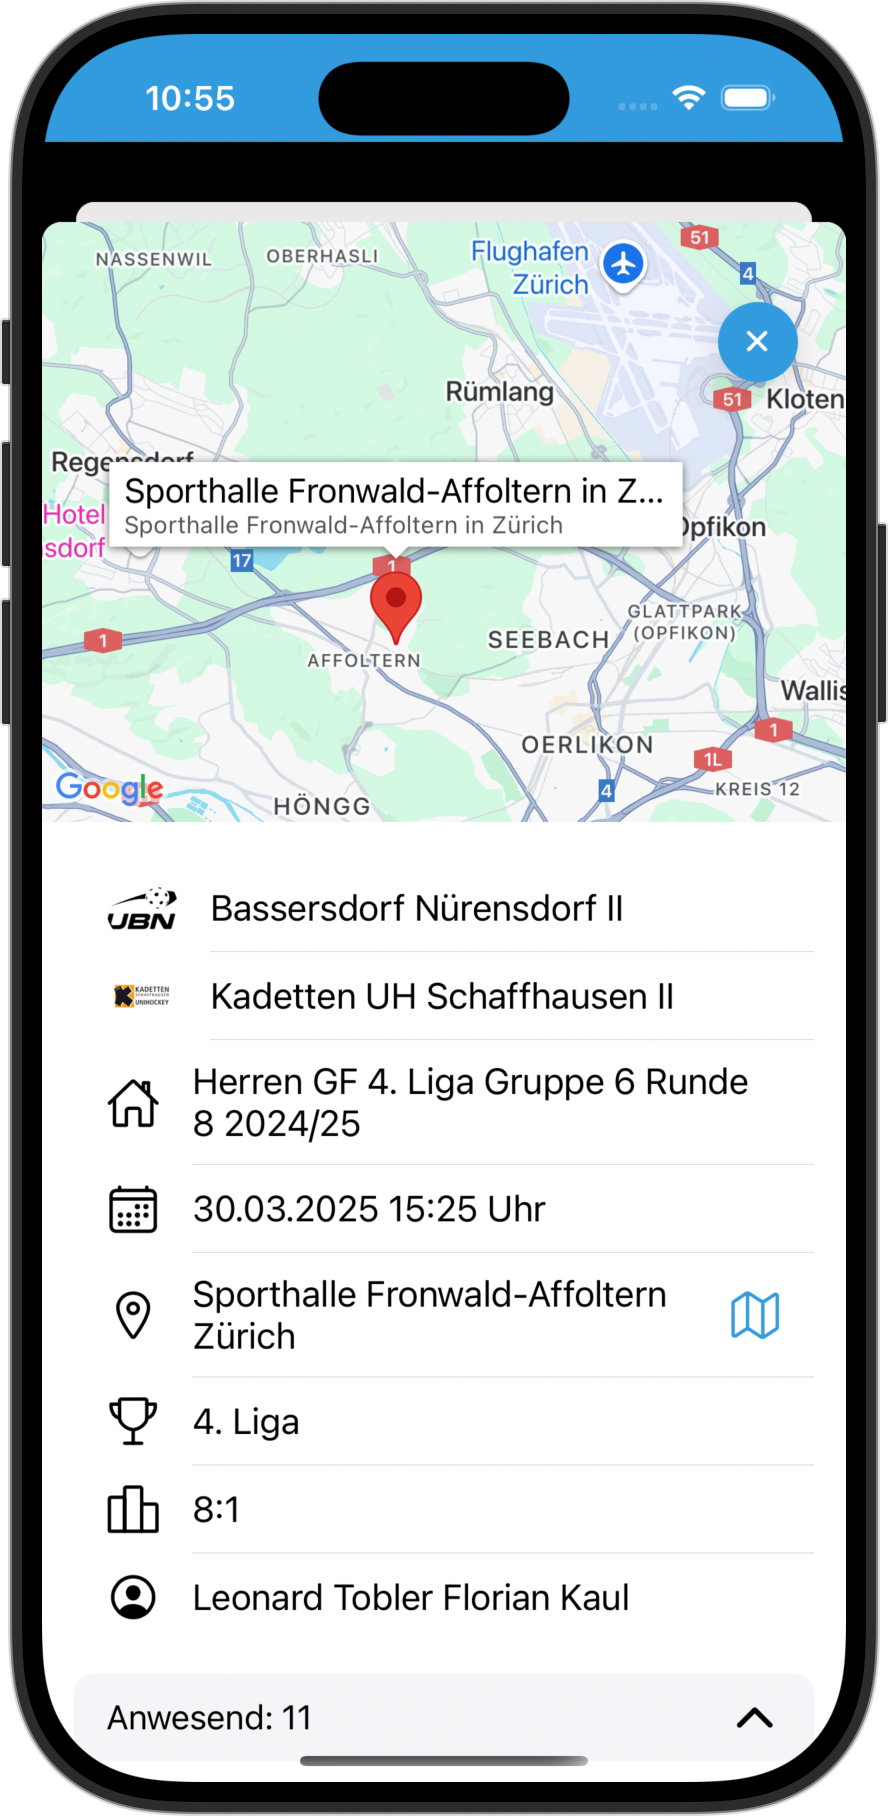 10:55
51
Flughafen
Zürich
4
NASSENWIL
OBERHASLI
Rümlang
51
Kloten
Regensdorf
Sporthalle Fronwald-Affoltern in Z...
Sporthalle Fronwald-Affoltern in Zürich
Hotel
sdorf
Opfikon
17
1
1
AFFOLTERN
SEEBACH
GLATTPARK
(OPFIKON)
Wallis
OERLIKON
1
1L
4
KREIS 12
Google
HÖNGG
UBN
Bassersdorf Nürensdorf II
KADETTEN
SCHAFFHAUSEN
UNIHOCKEY
Kadetten UH Schaffhausen II
Herren GF 4. Liga Gruppe 6 Runde
8 2024/25
30.03.2025 15:25 Uhr
Sporthalle Fronwald-Affoltern
Zürich
4. Liga
8:1
Leonard Tobler Florian Kaul
Anwesend: 11